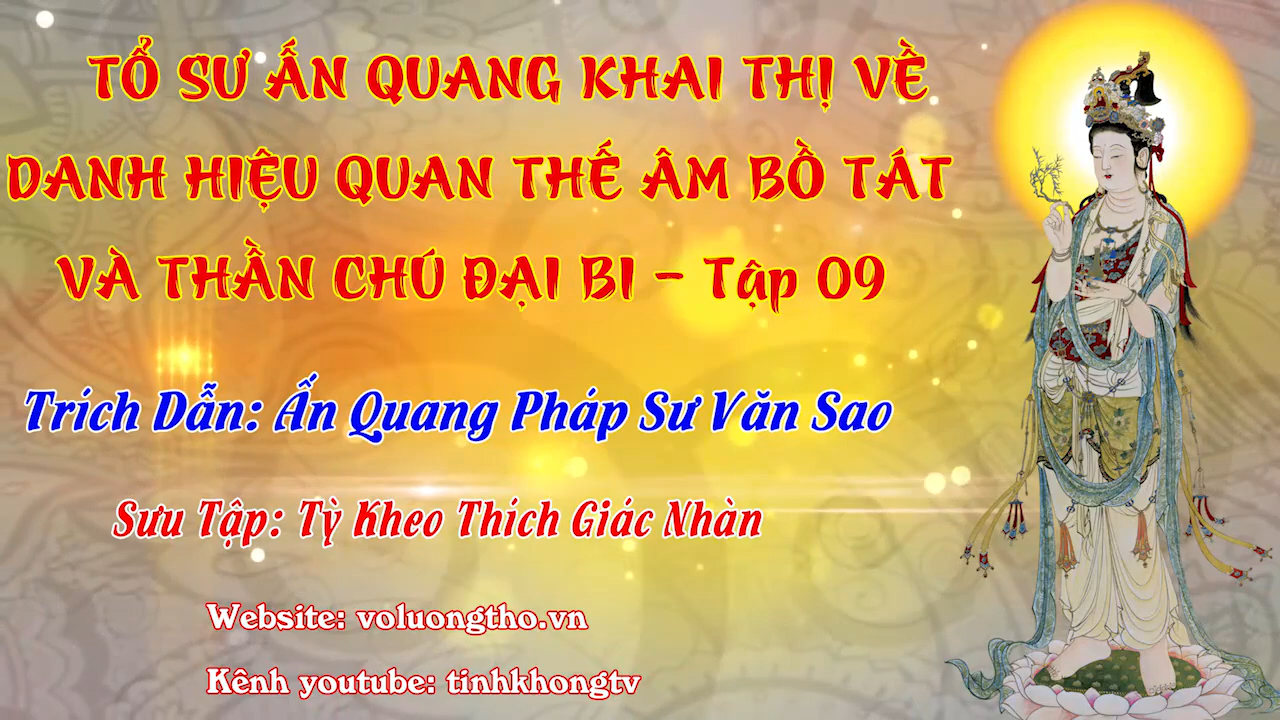 TỔ SƯ ẤN QUANG KHAI THỊ VỀ
DANH HIỆU QUAN THẾ ÂM BỒ TÁT
VÀ THẦN CHÚ ĐẠI BI - Tập 09
Trích Dẫn: Ấn Quang Pháp Sư Văn Sao
Sưu Tập: Tỳ Kheo Thích Giác Nhàn
Website: voluongtho.vn
Kênh youtube: tinhkhongtv